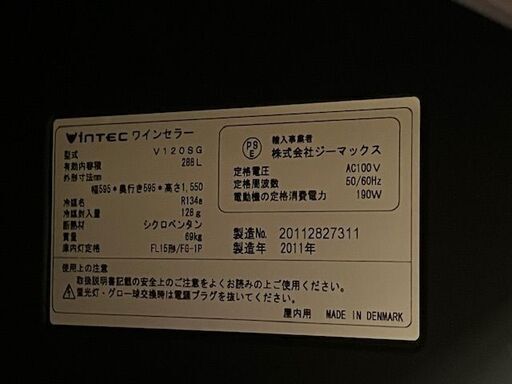 VINTEC ワインセラー
型式 V120SG
有効内容積 288L
外形寸法mm
幅595*奥行き595*高さ1,550
冷媒名 R134a
冷媒封入量 128g
断熱材 シクロペンタン
質量 69kg
庫内灯定格 FL15形/FG-1P
PSE
輸入事業者
株式会社ジーマックス
定格電圧 AC100V
定格周波数 50/60Hz
電動機の定格消費電力 190W
製造No. 20112827311
製造年 2011年
使用上の注意
取扱説明書記載の安全上のご注意をよくお読みの上ご使用ください。
蛍光灯・グロー球交換時は電源プラグを抜いてください。
屋内用 MADE IN DENMARK